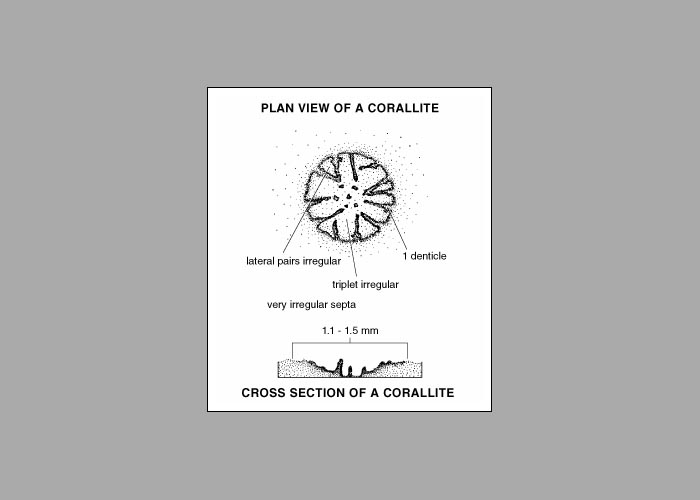 PLAN VIEW OF A CORALLITE
lateral pairs irregular
1 denticle
triplet irregular
very irregular septa
1.1 - 1.5 mm
CROSS SECTION OF A CORALLITE